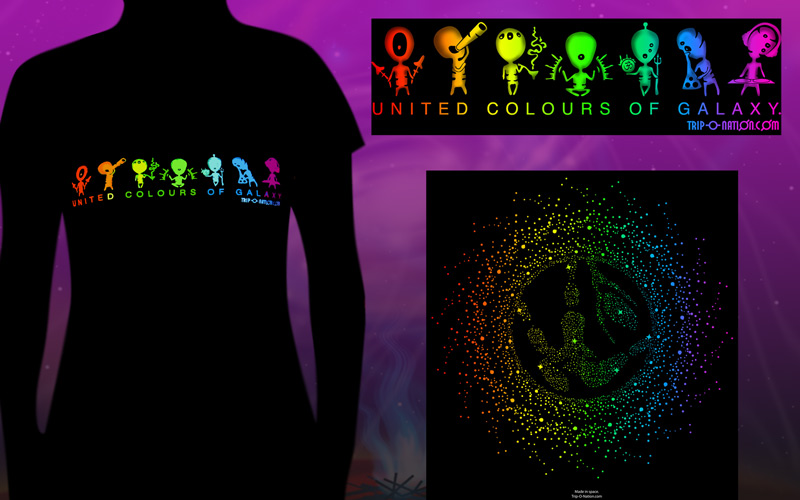 UNITED COLOURS OF GALAXY.
TRIP-O-NATION.COM
UNITED COLOURS OF GALAXY
TRIP-O-NATION.COM
Made in space.
Trip-O-Nation.com